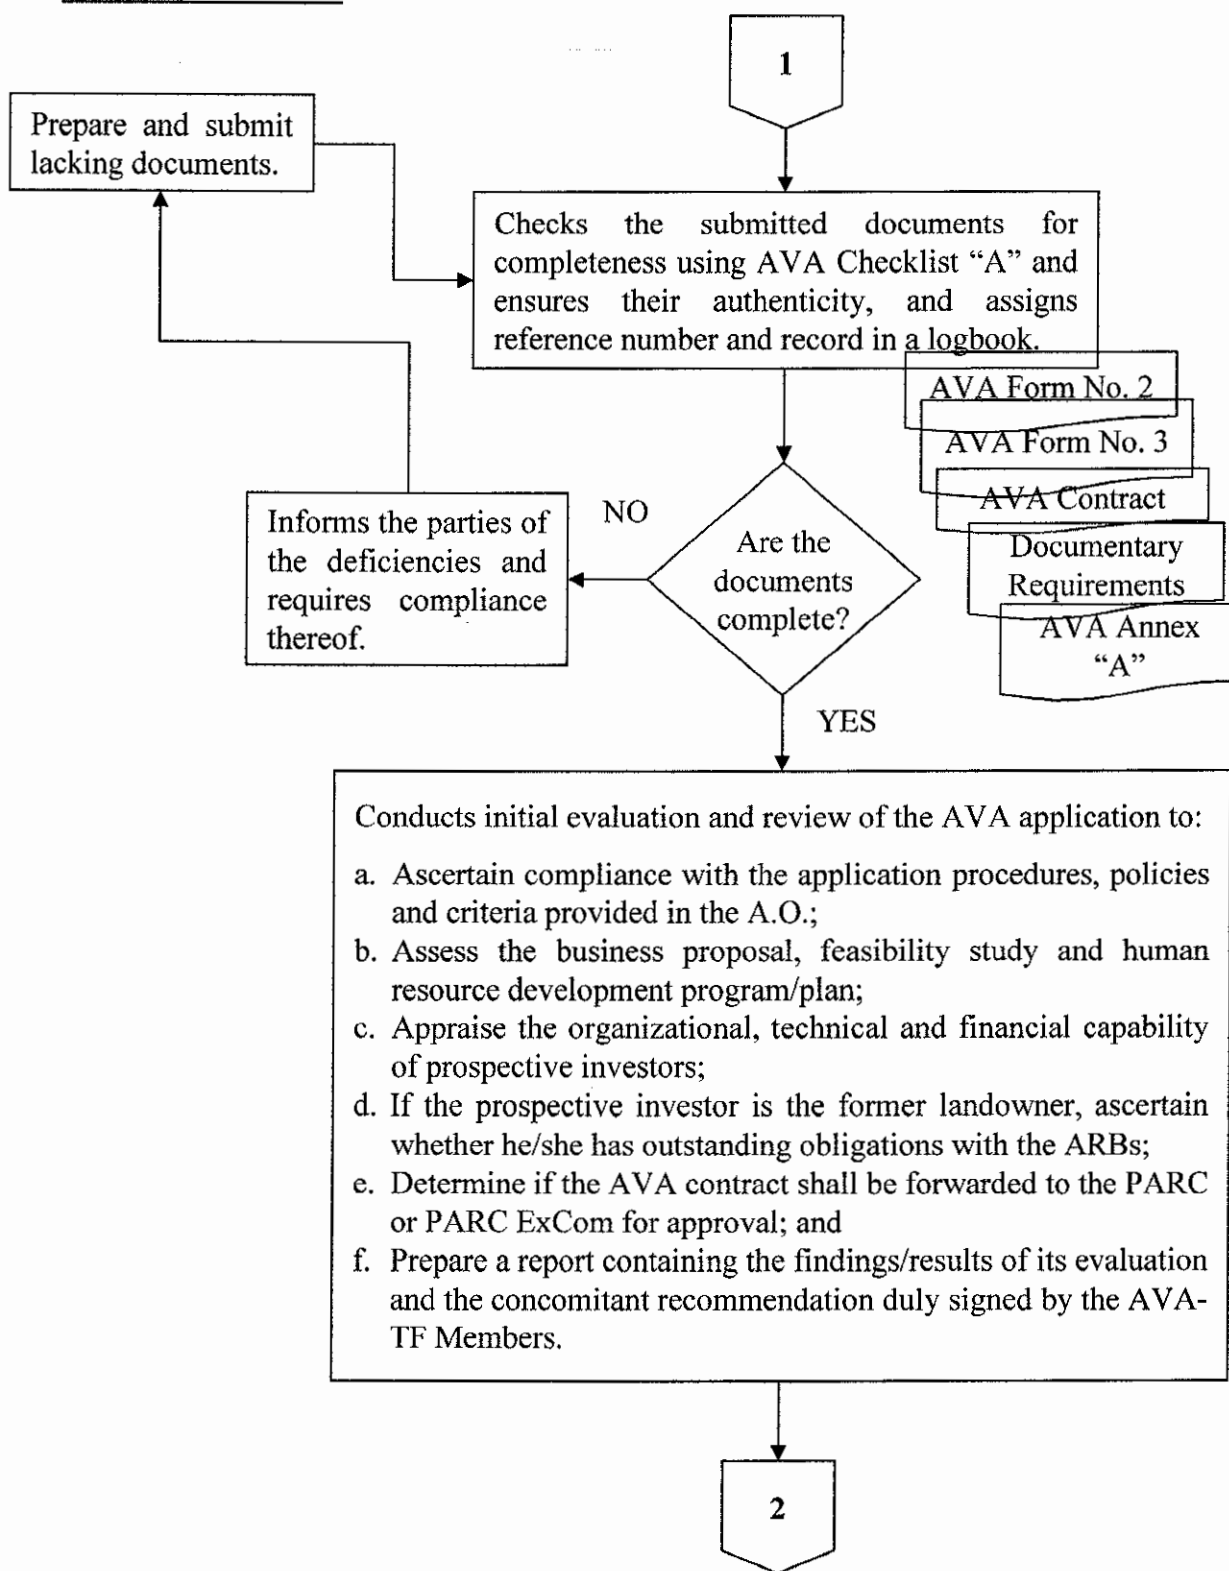 1
Prepare and submit
lacking documents.
Checks the submitted documents for
completeness using AVA Checklist “A” and
ensures their authenticity, and assigns
reference number and record in a logbook.
AVA Form No. 2
AVA Form No. 3
AVA Contract
Documentary
Requirements
AVA Annex
“A”
Informs the parties of
the deficiencies and
requires compliance
thereof.
NO
Are the
documents
complete?
YES
Conducts initial evaluation and review of the AVA application to:
a. Ascertain compliance with the application procedures, policies
and criteria provided in the A.O.;
b. Assess the business proposal, feasibility study and human
resource development program/plan;
c. Appraise the organizational, technical and financial capability
of prospective investors;
d. If the prospective investor is the former landowner, ascertain
whether he/she has outstanding obligations with the ARBs;
e. Determine if the AVA contract shall be forwarded to the PARC
or PARC ExCom for approval; and
f. Prepare a report containing the findings/results of its evaluation
and the concomitant recommendation duly signed by the AVA-
TF Members.
2